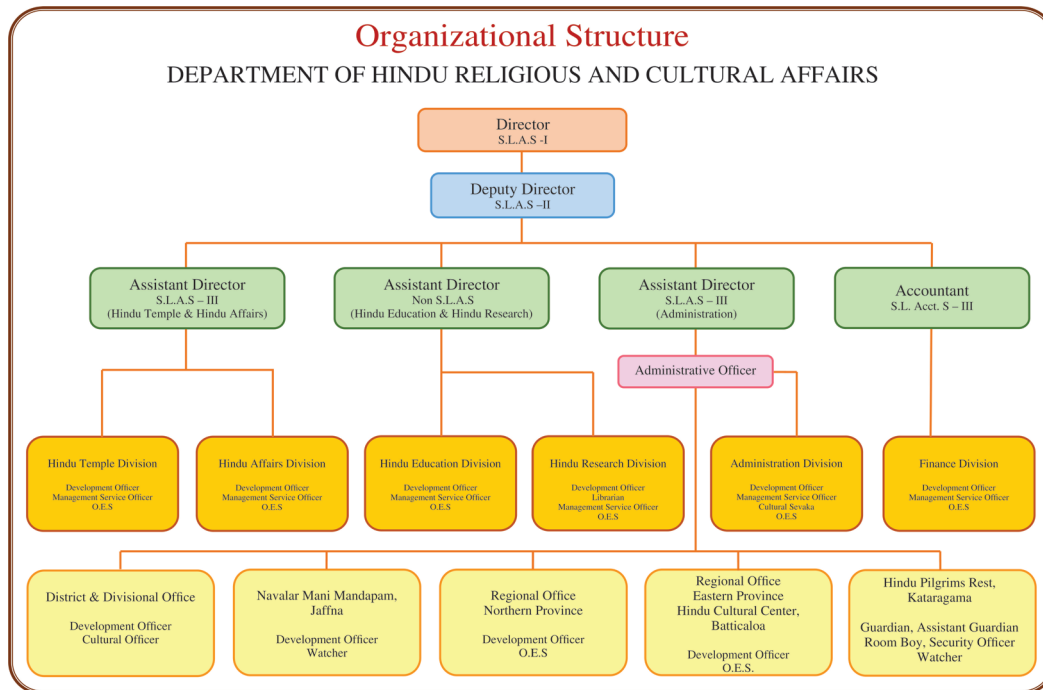 Organizational Structure
DEPARTMENT OF HINDU RELIGIOUS AND CULTURAL AFFAIRS
Director
S.L.A.S -I
Deputy Director
S.L.A.S –II
Assistant Director
S.L.A.S – III
(Hindu Temple & Hindu Affairs)
Assistant Director
Non S.L.A.S
(Hindu Education & Hindu Research)
Assistant Director
S.L.A.S – III
(Administration)
Accountant
S.L. Acct. S – III
Administrative Officer
Hindu Temple Division
Development Officer
Management Service Officer
O.E.S
Hindu Affairs Division
Development Officer
Management Service Officer
O.E.S
Hindu Education Division
Development Officer
Management Service Officer
O.E.S
Hindu Research Division
Development Officer
Librarian
Management Service Officer
O.E.S
Administration Division
Development Officer
Management Service Officer
Cultural Sevaka
O.E.S
Finance Division
Development Officer
Management Service Officer
O.E.S
District & Divisional Office
Development Officer
Cultural Officer
Navalar Mani Mandapam,
Jaffna
Development Officer
Watcher
Regional Office
Northern Province
Development Officer
O.E.S
Regional Office
Eastern Province
Hindu Cultural Center,
Batticaloa
Development Officer
O.E.S.
Hindu Pilgrims Rest,
Kataragama
Guardian, Assistant Guardian
Room Boy, Security Officer
Watcher